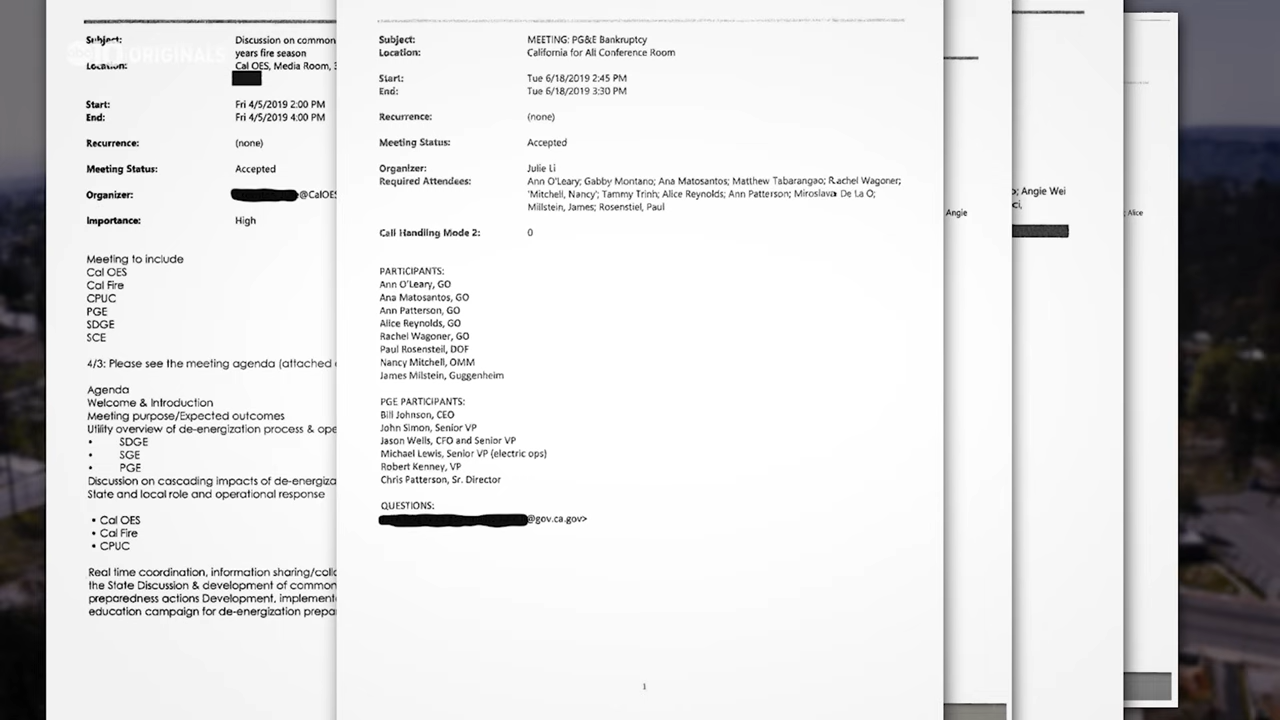 abc 10 ORIGINALS
Subject: Discussion on common
years fire season
Location: Cal OES, Media Room, 3
Start: Fri 4/5/2019 2:00 PM
End: Fri 4/5/2019 4:00 PM
Recurrence: (none)
Meeting Status: Accepted
Organizer: @CalOES
Importance: High
Meeting to include
Cal OES
Cal Fire
CPUC
PGE
SDGE
SCE
4/3: Please see the meeting agenda (attached
Agenda
Welcome & Introduction
Meeting purpose/Expected outcomes
Utility overview of de-energization process & ope
• SDGE
• SGE
• PGE
Discussion on cascading impacts of de-energiza
State and local role and operational response
• Cal OES
• Cal Fire
• CPUC
Real time coordination, information sharing/colla
the State Discussion & development of common
preparedness actions Development, implement
education campaign for de-energization prepa
Subject: MEETING: PG&E Bankruptcy
Location: California for All Conference Room
Start: Tue 6/18/2019 2:45 PM
End: Tue 6/18/2019 3:30 PM
Recurrence: (none)
Meeting Status: Accepted
Organizer: Julie Li
Required Attendees: Ann O'Leary; Gabby Montano; Ana Matosantos; Matthew Tabarangao; Rachel Wagoner;
'Mitchell, Nancy'; Tammy Trinh; Alice Reynolds; Ann Patterson; Miroslava De La O;
Millstein, James; Rosenstiel, Paul
Call Handling Mode 2: 0
PARTICIPANTS:
Ann O'Leary, GO
Ana Matosantos, GO
Ann Patterson, GO
Alice Reynolds, GO
Rachel Wagoner, GO
Paul Rosensteil, DOF
Nancy Mitchell, OMM
James Milstein, Guggenheim
PGE PARTICIPANTS:
Bill Johnson, CEO
John Simon, Senior VP
Jason Wells, CFO and Senior VP
Michael Lewis, Senior VP (electric ops)
Robert Kenney, VP
Chris Patterson, Sr. Director
QUESTIONS:
@gov.ca.gov>
1
Angie
o; Angie Wei
ci,
; Alice